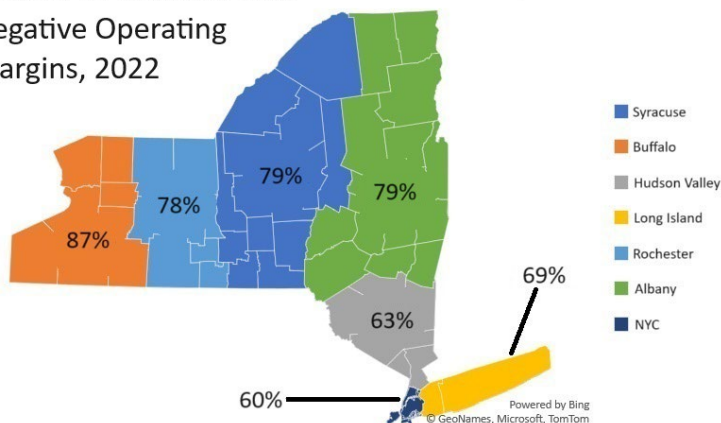 egative Operating
argins, 2022
Syracuse
Buffalo
Hudson Valley
Long Island
Rochester
Albany
NYC
79%
79%
78%
87%
69%
63%
60%
Powered by Bing
© GeoNames, Microsoft, TomTom